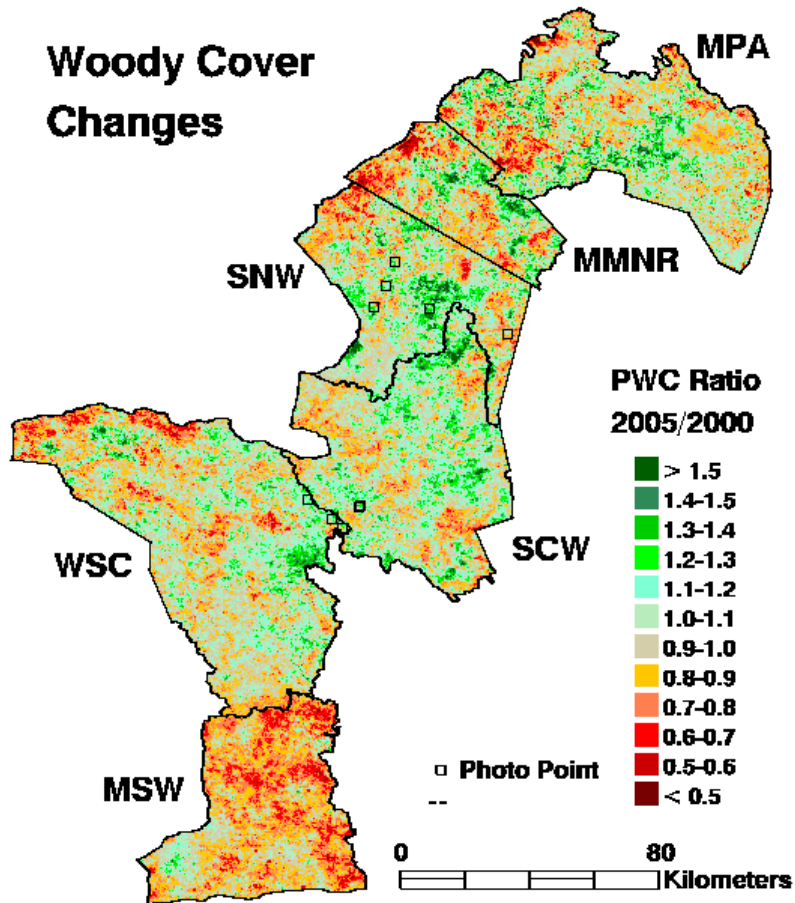 Woody Cover
Changes
MPA
SNW
MMNR
PWC Ratio
2005/2000
> 1.5
1.4-1.5
1.3-1.4
1.2-1.3
1.1-1.2
1.0-1.1
0.9-1.0
0.8-0.9
0.7-0.8
0.6-0.7
0.5-0.6
< 0.5
WSC
SCW
MSW
Photo Point
--
0 80
Kilometers